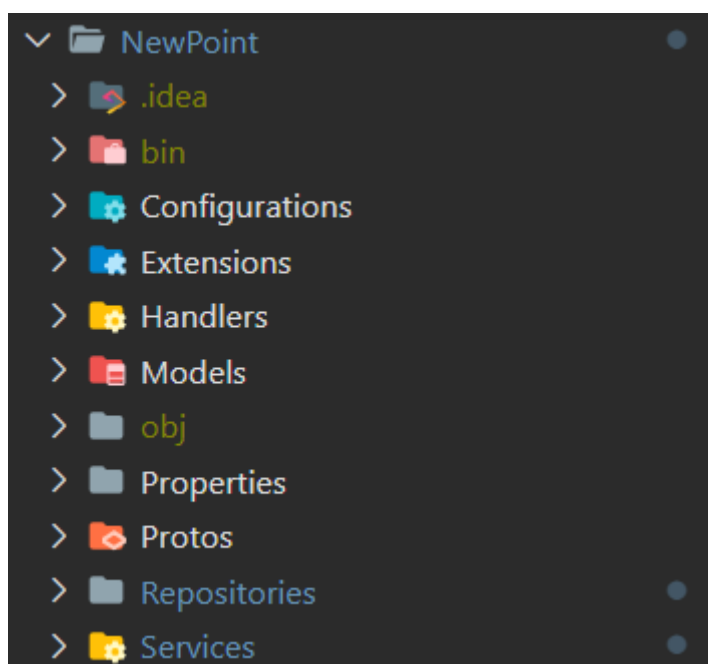 NewPoint
.idea
bin
Configurations
Extensions
Handlers
Models
obj
Properties
Protos
Repositories
Services